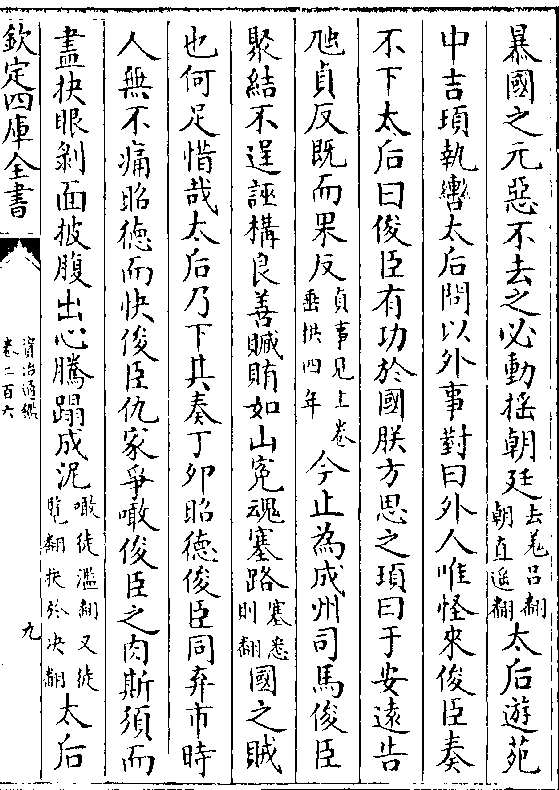 暴國之元惡不去之必動揺朝廷去羗吕翻朝直遥翻太后遊苑
中吉頊執轡太后問以外事對曰外人唯怪來俊臣奏
不下太后曰俊臣有功於國朕方思之頊曰于安遠告
虺貞反既而果反貞事見上卷垂拱四年今止為成州司馬俊臣
聚結不逞誣構良善贓賄如山寃魂塞路塞悉則翻國之賊
也何足惜哉太后乃下其奏丁卯昭徳俊臣同弃市時
人無不痛昭徳而快俊臣仇家爭噉俊臣之肉斯須而
盡抉眼剝面披腹出心騰蹋成泥噉徒濫翻又徒覽翻抉於决翻太后
欽定四庫全書
資治通鑑
卷二百六
九